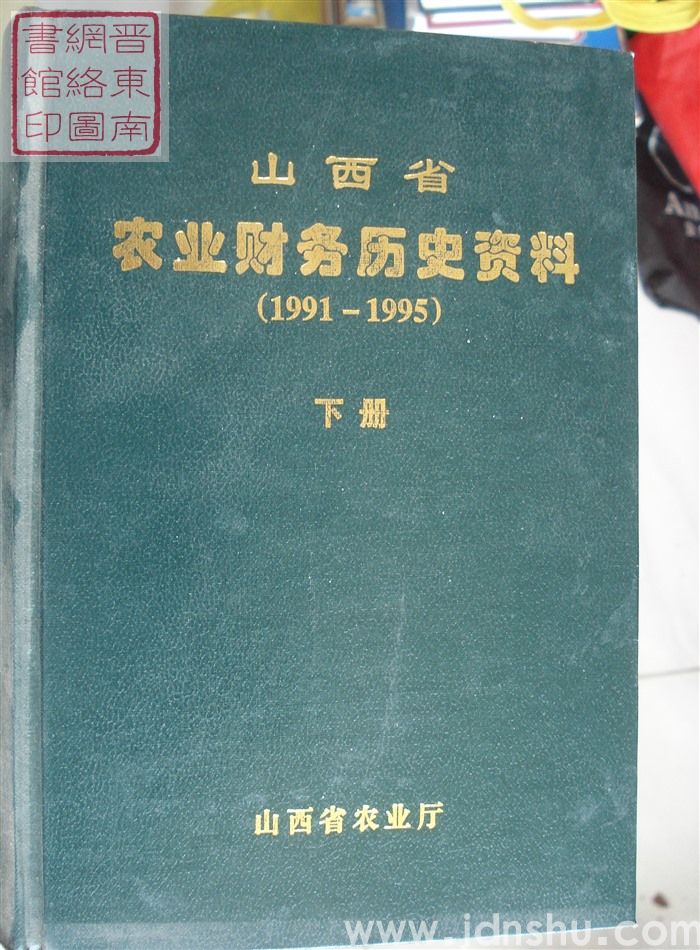 晋東南
網絡圖
書館印
山西省
农业财务历史资料
(1991-1995)
下册
山西省农业厅
www.jdnshu.com